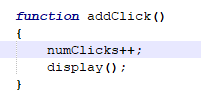 function addClick()
{
    numClicks++;
    display();
}